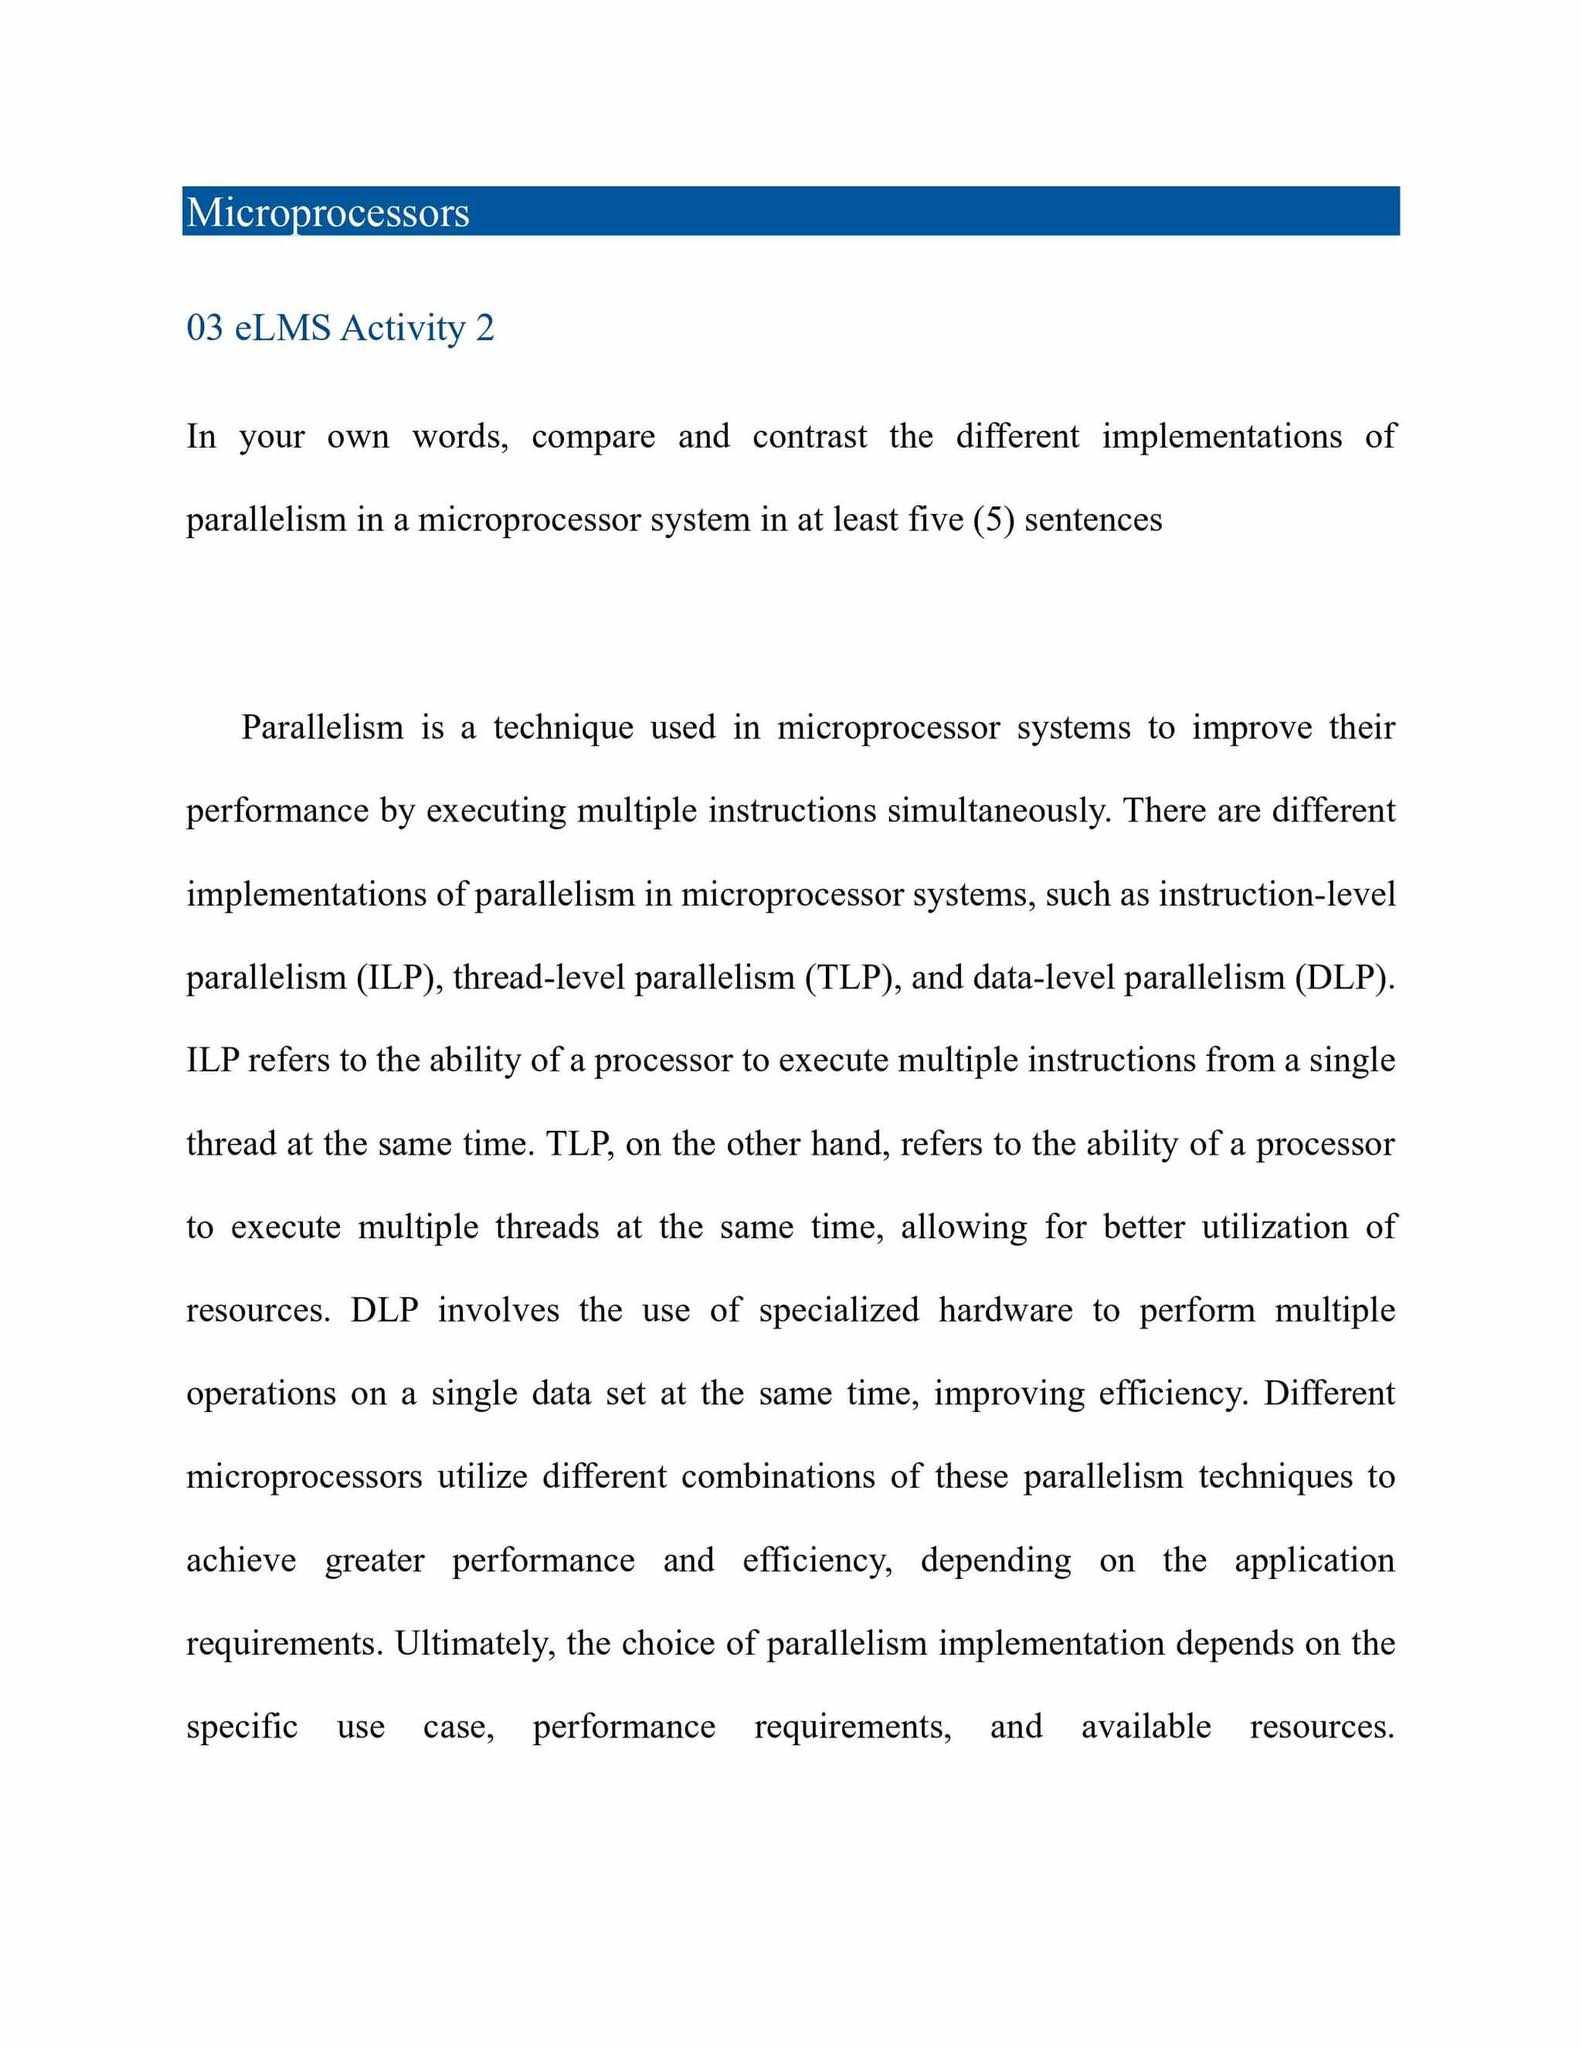 Microprocessors
03 eLMS Activity 2
In your own words, compare and contrast the different implementations of
parallelism in a microprocessor system in at least five (5) sentences
Parallelism is a technique used in microprocessor systems to improve their
performance by executing multiple instructions simultaneously. There are different
implementations of parallelism in microprocessor systems, such as instruction-level
parallelism (ILP), thread-level parallelism (TLP), and data-level parallelism (DLP).
ILP refers to the ability of a processor to execute multiple instructions from a single
thread at the same time. TLP, on the other hand, refers to the ability of a processor
to execute multiple threads at the same time, allowing for better utilization of
resources. DLP involves the use of specialized hardware to perform multiple
operations on a single data set at the same time, improving efficiency. Different
microprocessors utilize different combinations of these parallelism techniques to
achieve greater performance and efficiency, depending on the application
requirements. Ultimately, the choice of parallelism implementation depends on the
specific use case, performance requirements, and available resources.